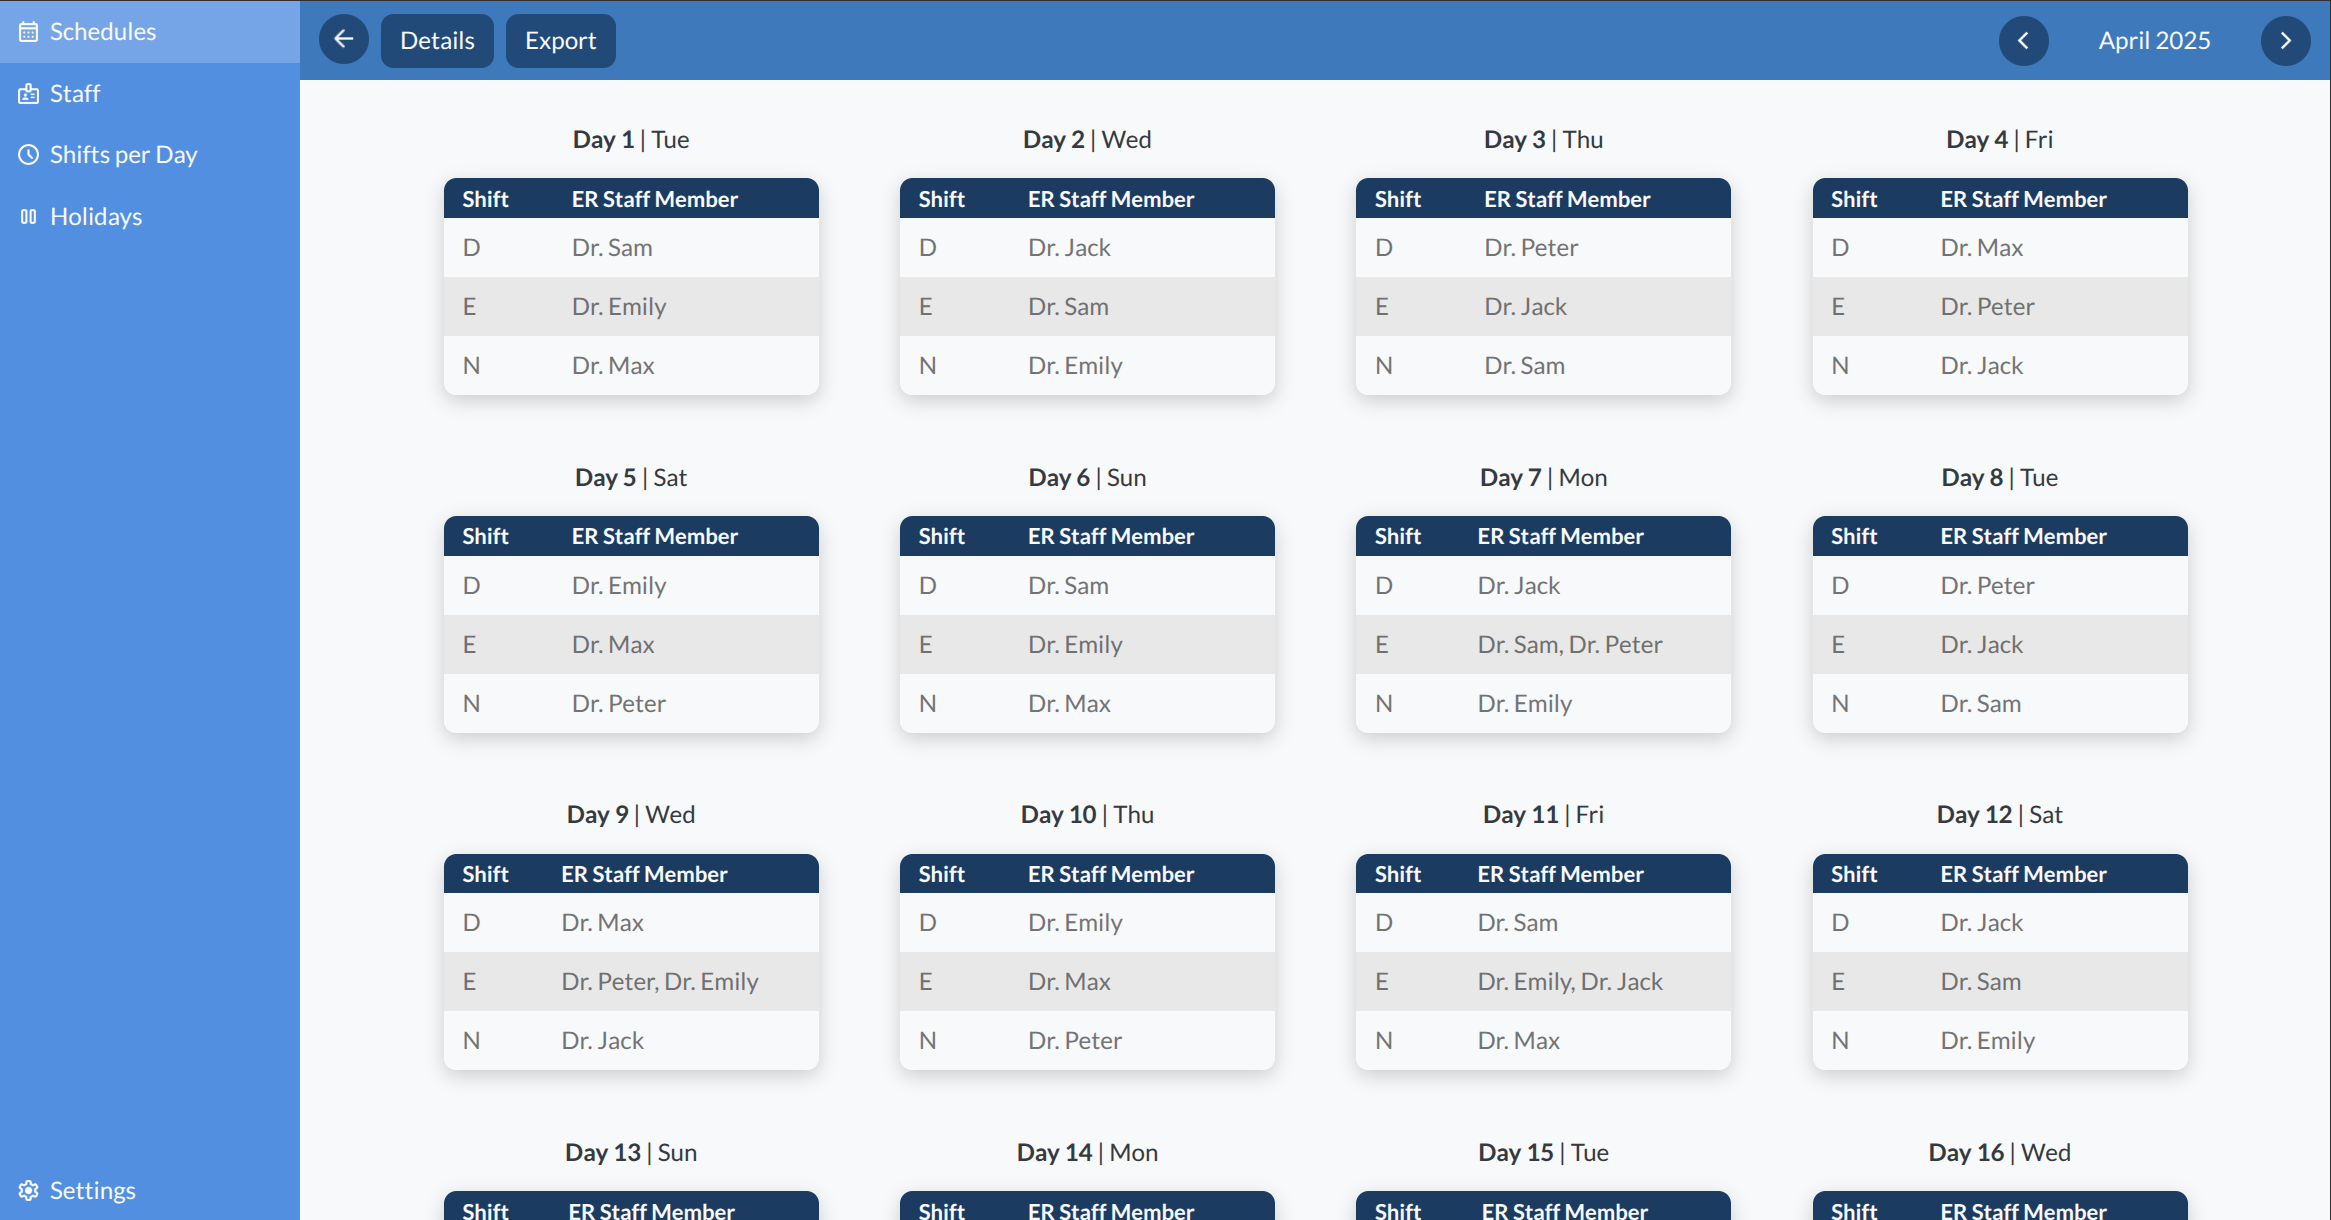 Schedules
Staff
Shifts per Day
Holidays
Settings
Details Export April 2025
Day 1 | Tue
Shift ER Staff Member
D Dr. Sam
E Dr. Emily
N Dr. Max
Day 2 | Wed
Shift ER Staff Member
D Dr. Jack
E Dr. Sam
N Dr. Emily
Day 3 | Thu
Shift ER Staff Member
D Dr. Peter
E Dr. Jack
N Dr. Sam
Day 4 | Fri
Shift ER Staff Member
D Dr. Max
E Dr. Peter
N Dr. Jack
Day 5 | Sat
Shift ER Staff Member
D Dr. Emily
E Dr. Max
N Dr. Peter
Day 6 | Sun
Shift ER Staff Member
D Dr. Sam
E Dr. Emily
N Dr. Max
Day 7 | Mon
Shift ER Staff Member
D Dr. Jack
E Dr. Sam, Dr. Peter
N Dr. Emily
Day 8 | Tue
Shift ER Staff Member
D Dr. Peter
E Dr. Jack
N Dr. Sam
Day 9 | Wed
Shift ER Staff Member
D Dr. Max
E Dr. Peter, Dr. Emily
N Dr. Jack
Day 10 | Thu
Shift ER Staff Member
D Dr. Emily
E Dr. Max
N Dr. Peter
Day 11 | Fri
Shift ER Staff Member
D Dr. Sam
E Dr. Emily, Dr. Jack
N Dr. Max
Day 12 | Sat
Shift ER Staff Member
D Dr. Jack
E Dr. Sam
N Dr. Emily
Day 13 | Sun
Shift ER Staff Member
Day 14 | Mon
Shift ER Staff Member
Day 15 | Tue
Shift ER Staff Member
Day 16 | Wed
Shift ER Staff Member